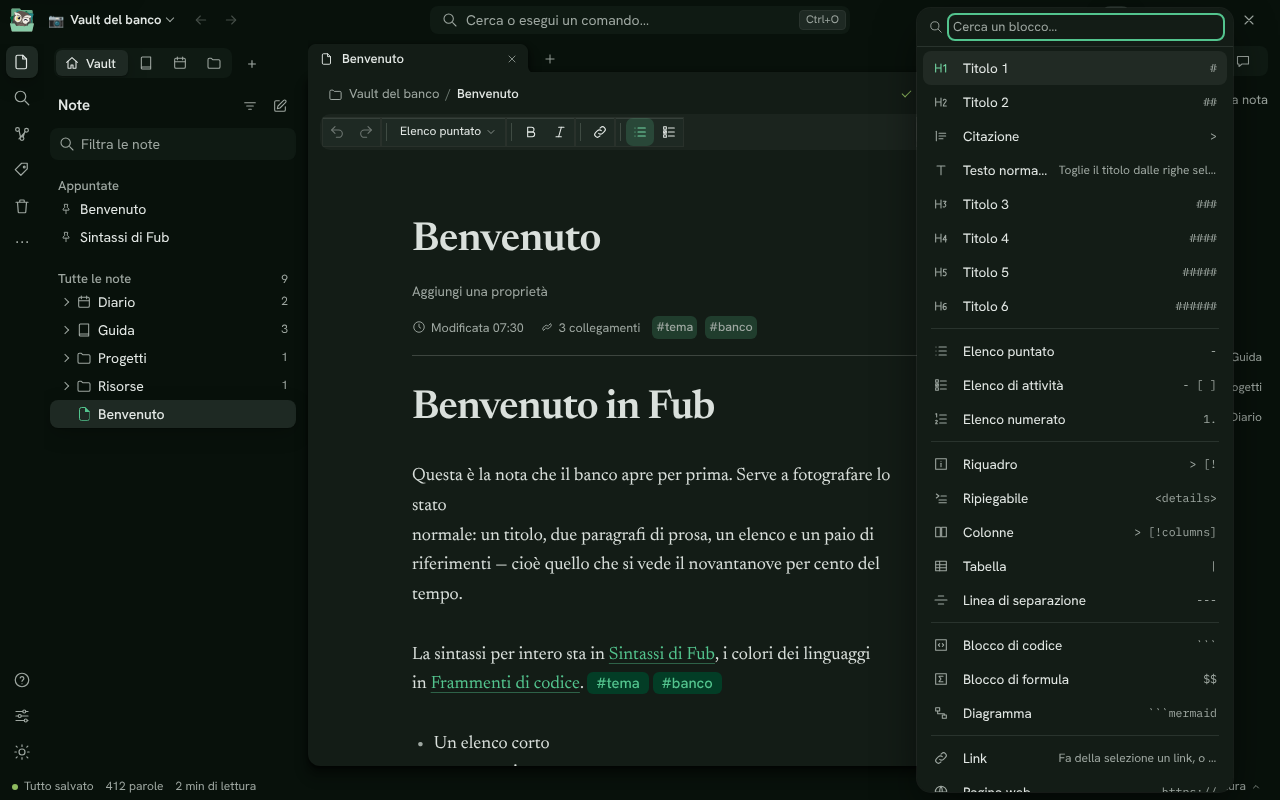 Vault del banco
Cerca o esegui un comando...
Ctrl+O
Vault
Benvenuto
Note
Filtra le note
Appuntate
Benvenuto
Sintassi di Fub
Tutte le note 9
Diario 2
Guida 3
Progetti 1
Risorse 1
Benvenuto
Vault del banco / Benvenuto
Elenco puntato
B I
Benvenuto
Aggiungi una proprietà
Modificata 07:30 3 collegamenti #tema #banco
Benvenuto in Fub
Questa è la nota che il banco apre per prima. Serve a fotografare lo
stato
normale: un titolo, due paragrafi di prosa, un elenco e un paio di
riferimenti — cioè quello che si vede il novantanove per cento del
tempo.
La sintassi per intero sta in Sintassi di Fub, i colori dei linguaggi
in Frammenti di codice. #tema #banco
• Un elenco corto
Cerca un blocco...
H1 Titolo 1 #
H2 Titolo 2 ##
Citazione >
Testo norma... Toglie il titolo dalle righe sel...
H3 Titolo 3 ###
H4 Titolo 4 ####
H5 Titolo 5 #####
H6 Titolo 6 ######
Elenco puntato -
Elenco di attività - [ ]
Elenco numerato 1.
Riquadro > [!
Ripiegabile <details>
Colonne > [!columns]
Tabella |
Linea di separazione ---
Blocco di codice ```
Blocco di formula $$
Diagramma ```mermaid
Link Fa della selezione un link, o ...
Pagina web https://
a nota
Guida
ogetti
Diario
Tutto salvato 412 parole 2 min di lettura